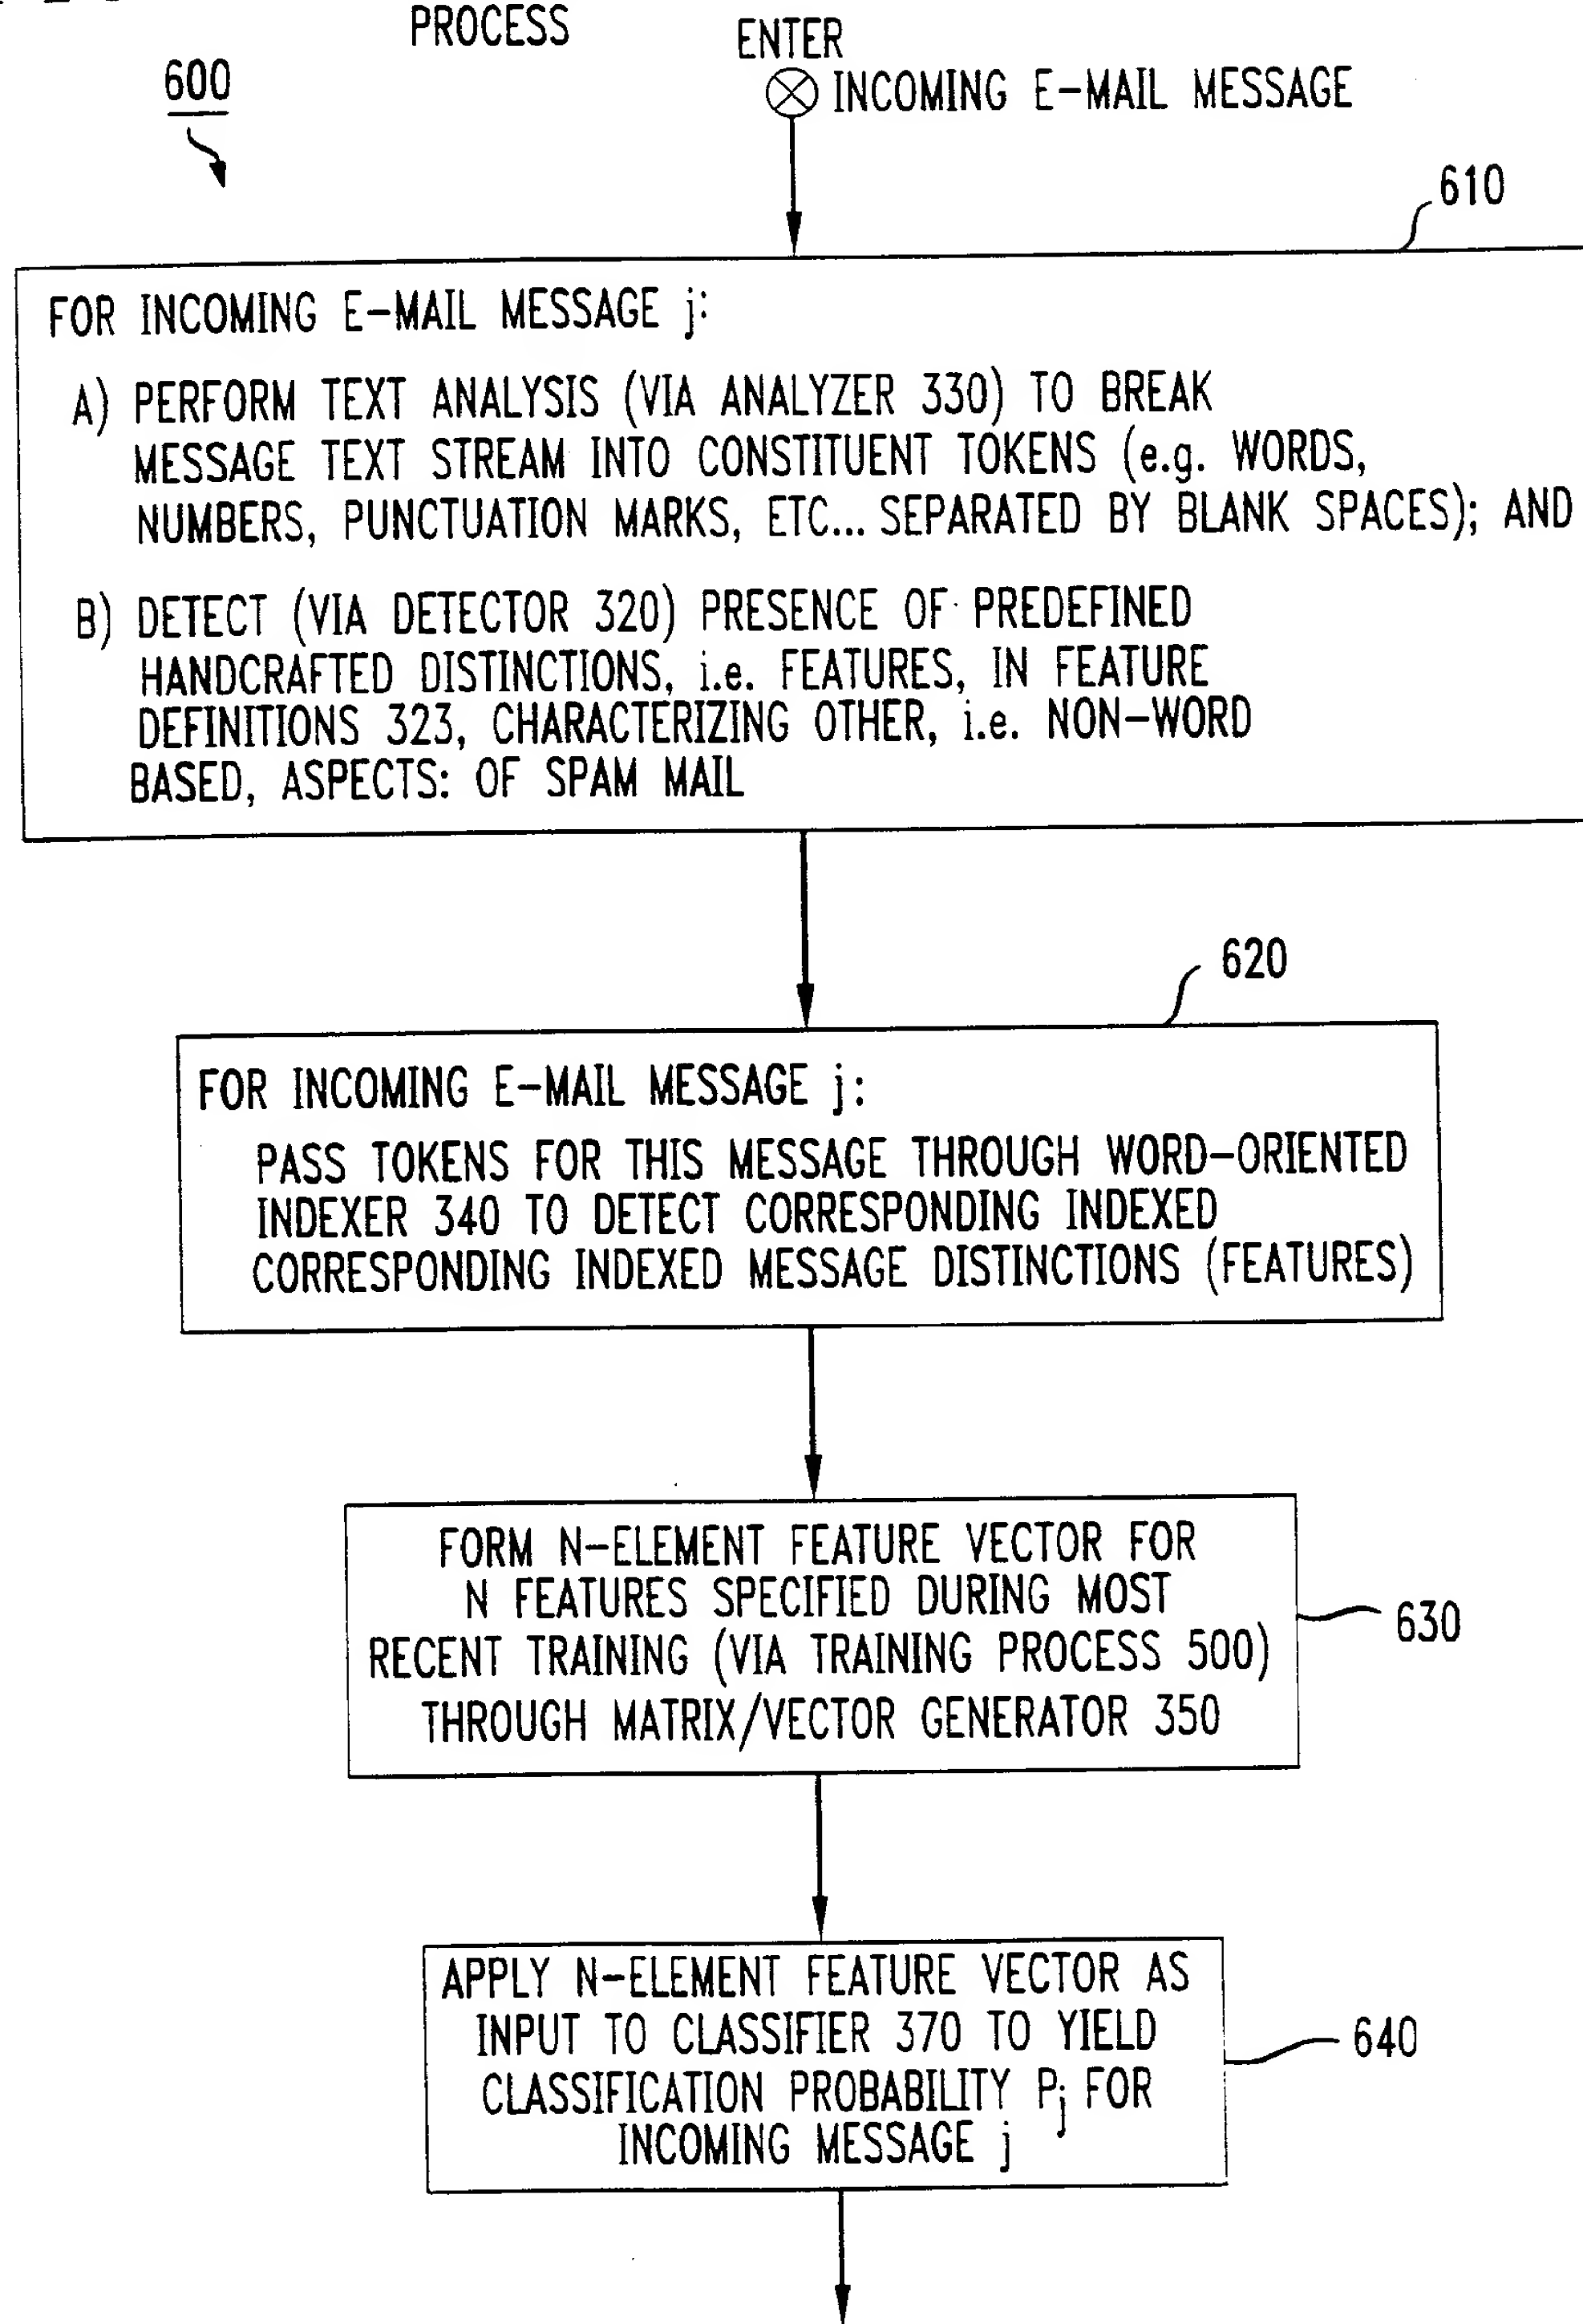 PROCESS
ENTER
600
INCOMING E-MAIL MESSAGE
610
FOR INCOMING E-MAIL MESSAGE j:
A) PERFORM TEXT ANALYSIS (VIA ANALYZER 330) TO BREAK
MESSAGE TEXT STREAM INTO CONSTITUENT TOKENS (e.g. WORDS,
NUMBERS, PUNCTUATION MARKS, ETC... SEPARATED BY BLANK SPACES); AND
B) DETECT (VIA DETECTOR 320) PRESENCE OF PREDEFINED
HANDCRAFTED DISTINCTIONS, i.e. FEATURES, IN FEATURE
DEFINITIONS 323, CHARACTERIZING OTHER, i.e. NON-WORD
BASED, ASPECTS: OF SPAM MAIL
620
FOR INCOMING E-MAIL MESSAGE j:
PASS TOKENS FOR THIS MESSAGE THROUGH WORD-ORIENTED
INDEXER 340 TO DETECT CORRESPONDING INDEXED
CORRESPONDING INDEXED MESSAGE DISTINCTIONS (FEATURES)
FORM N-ELEMENT FEATURE VECTOR FOR
N FEATURES SPECIFIED DURING MOST
RECENT TRAINING (VIA TRAINING PROCESS 500)
THROUGH MATRIX/VECTOR GENERATOR 350
630
APPLY N-ELEMENT FEATURE VECTOR AS
INPUT TO CLASSIFIER 370 TO YIELD
CLASSIFICATION PROBABILITY Pj FOR
INCOMING MESSAGE j
640